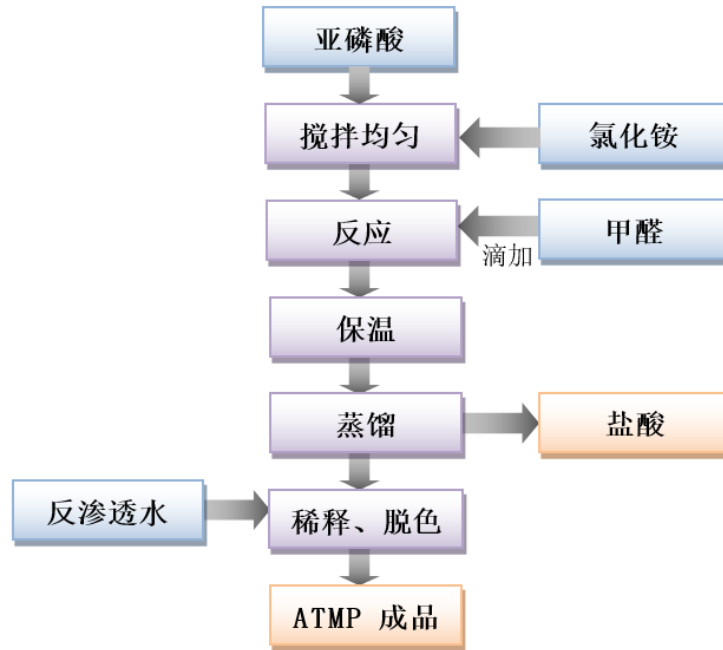 亚磷酸
搅拌均匀
氯化铵
反应
甲醛
滴加
保温
蒸馏
盐酸
反渗透水
稀释、脱色
ATMP 成品